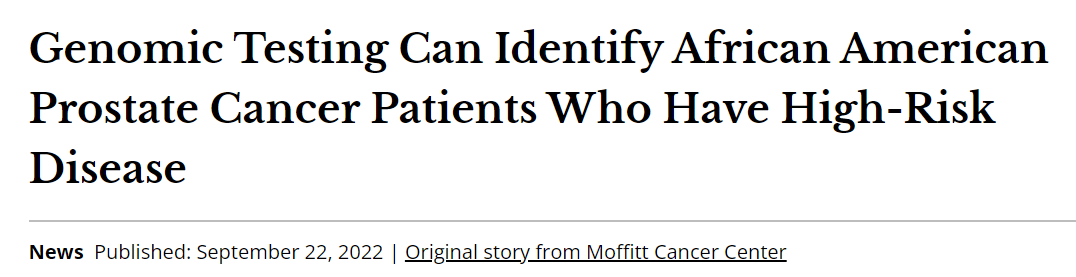 Genomic Testing Can Identify African American
Prostate Cancer Patients Who Have High-Risk
Disease
News Published: September 22, 2022 | Original story from Moffitt Cancer Center